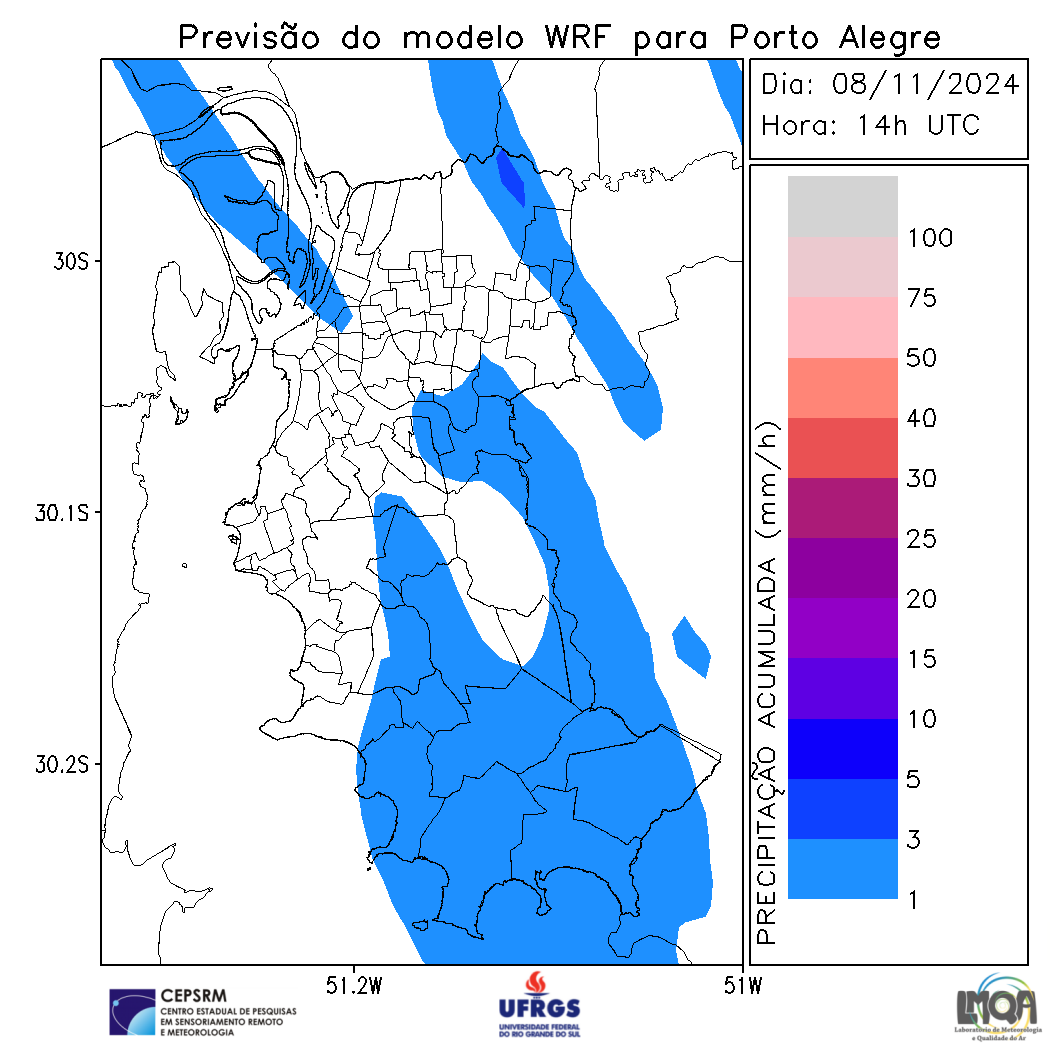 Previsão do modelo WRF para Porto Alegre
Dia: 08/11/2024
Hora: 14h UTC
30S
30.1S
30.2S
51.2W
51W
PRECIPITAÇÃO ACUMULADA (mm/h)
100
75
50
40
30
25
20
15
10
5
3
1
CEPSRM
CENTRO ESTADUAL DE PESQUISAS
EM SENSORIAMENTO REMOTO
E METEOROLOGIA
UFRGS
UNIVERSIDADE FEDERAL
DO RIO GRANDE DO SUL
LMQA
Laboratório de Meteorologia
e Qualidade do Ar